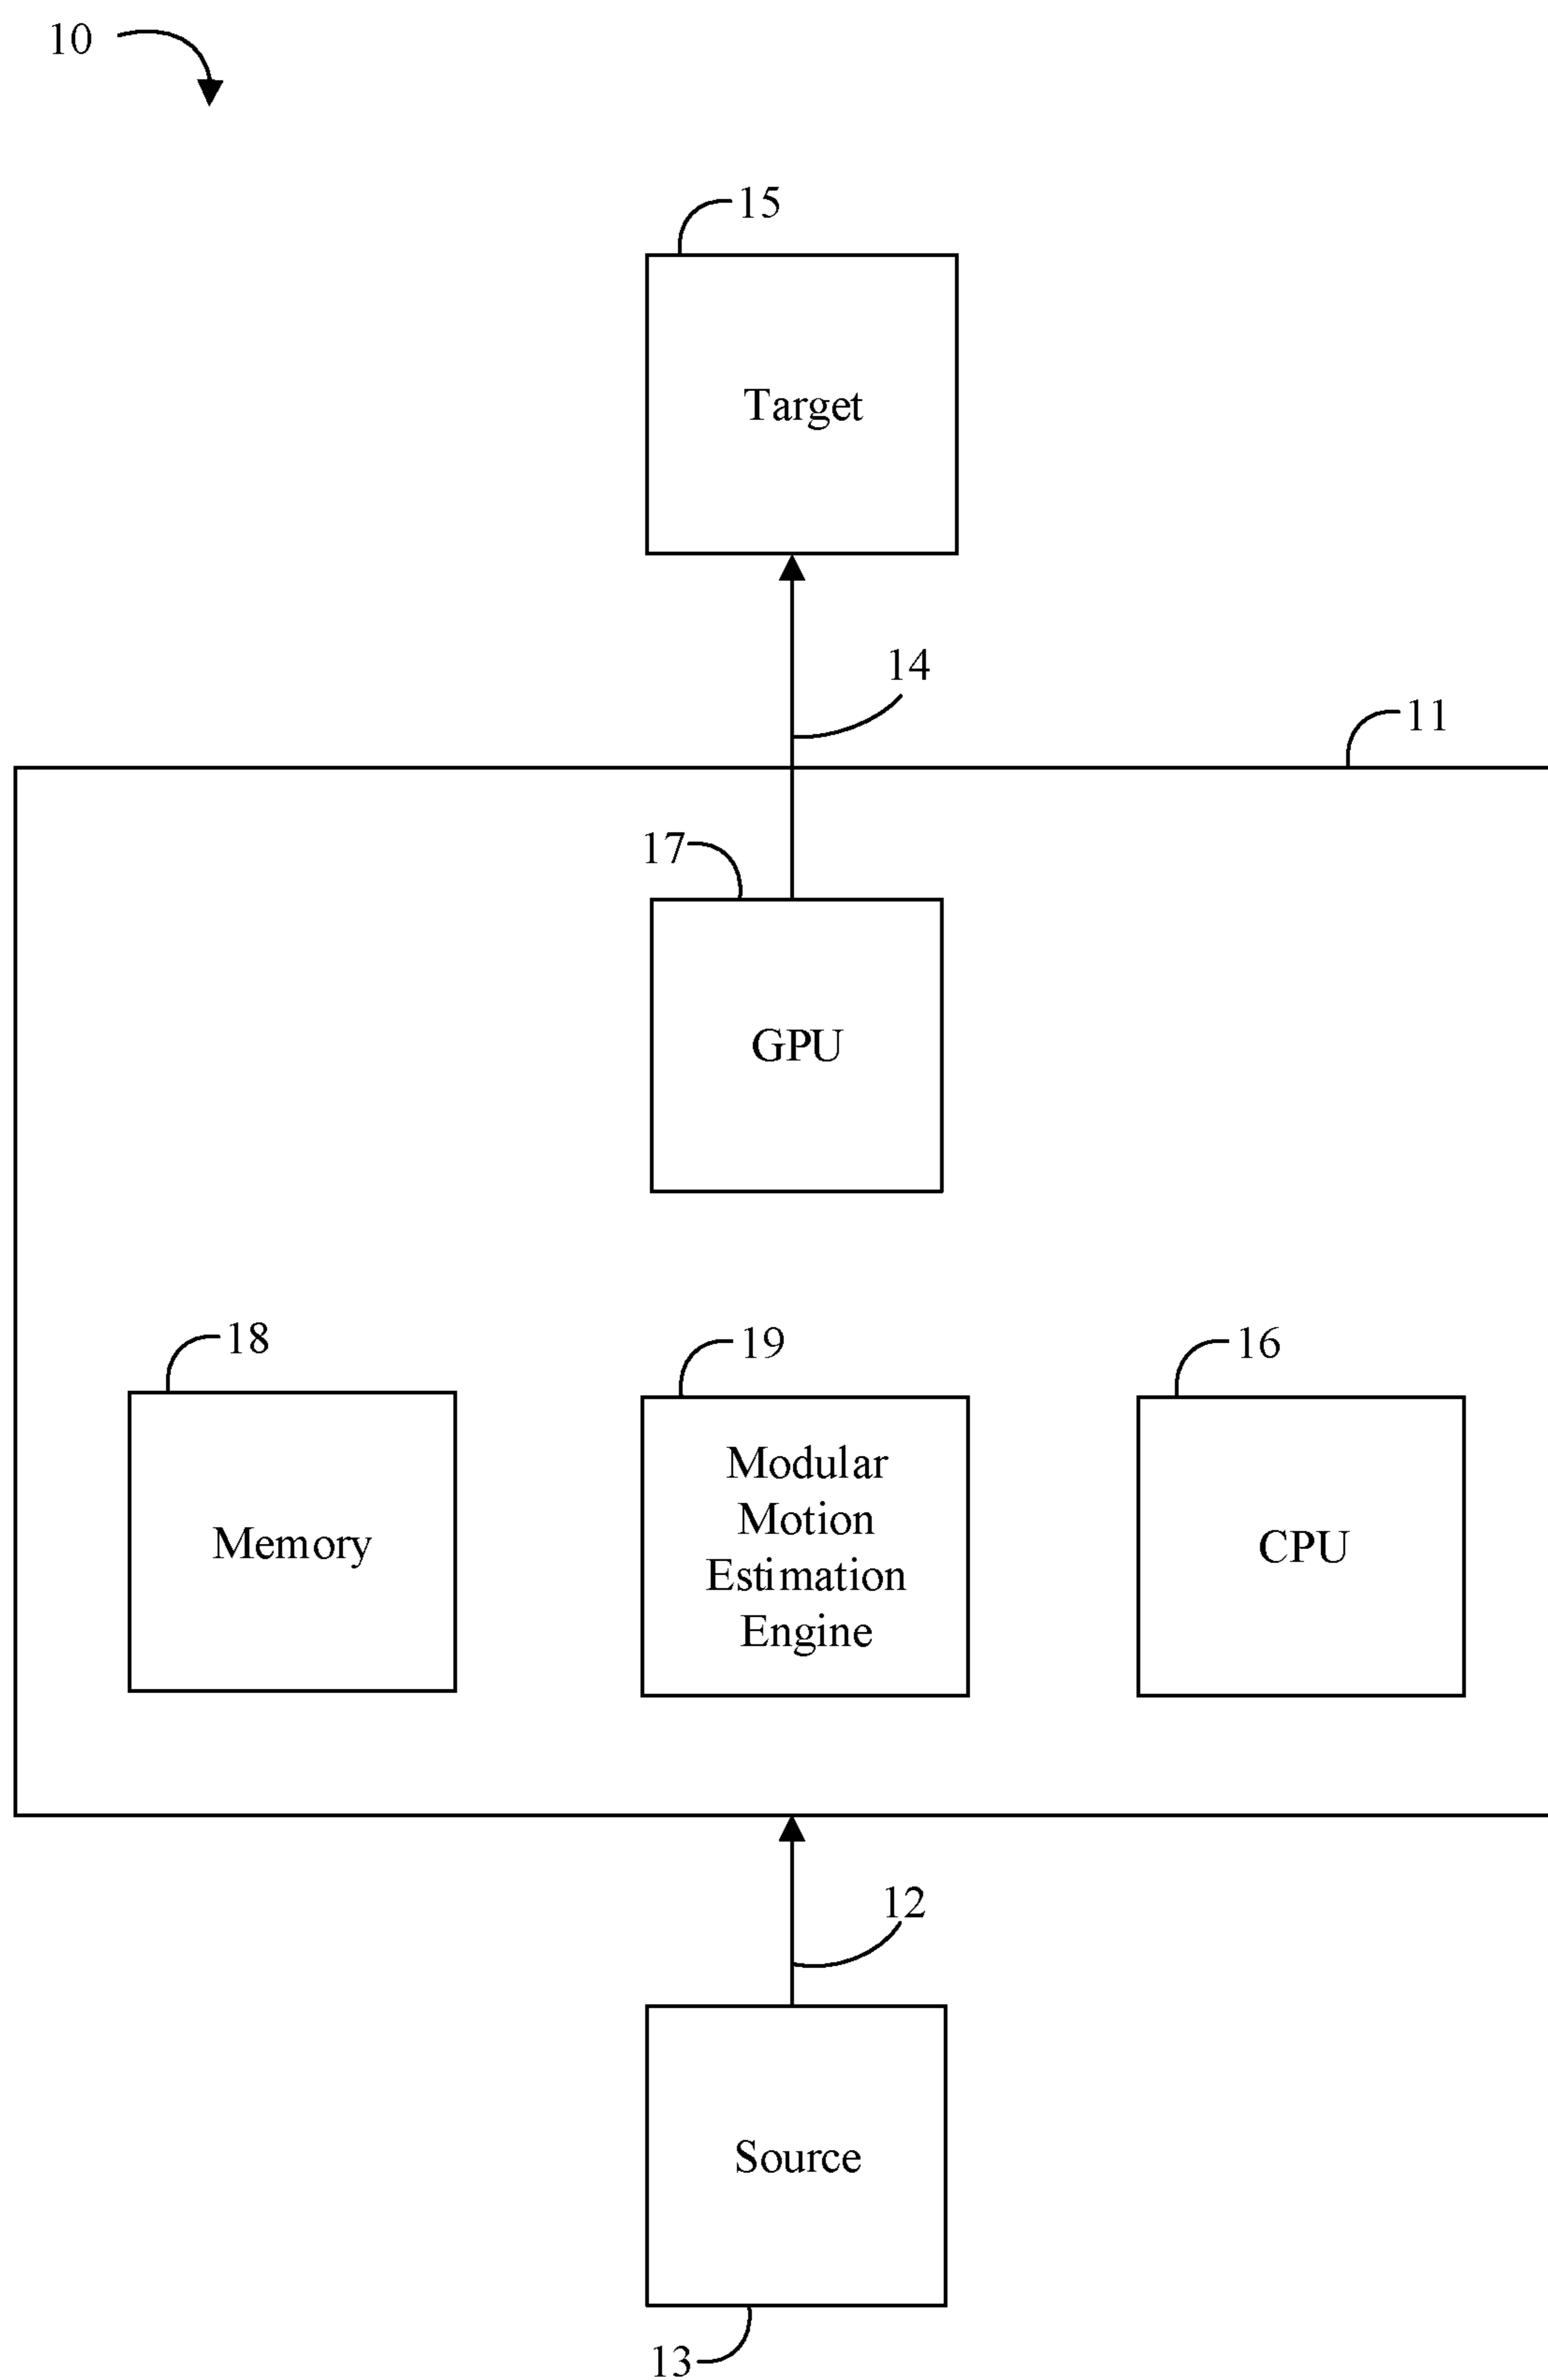 10
15
Target
14
11
17
GPU
18
19
16
Memory
Modular
Motion
Estimation
Engine
CPU
12
Source
13